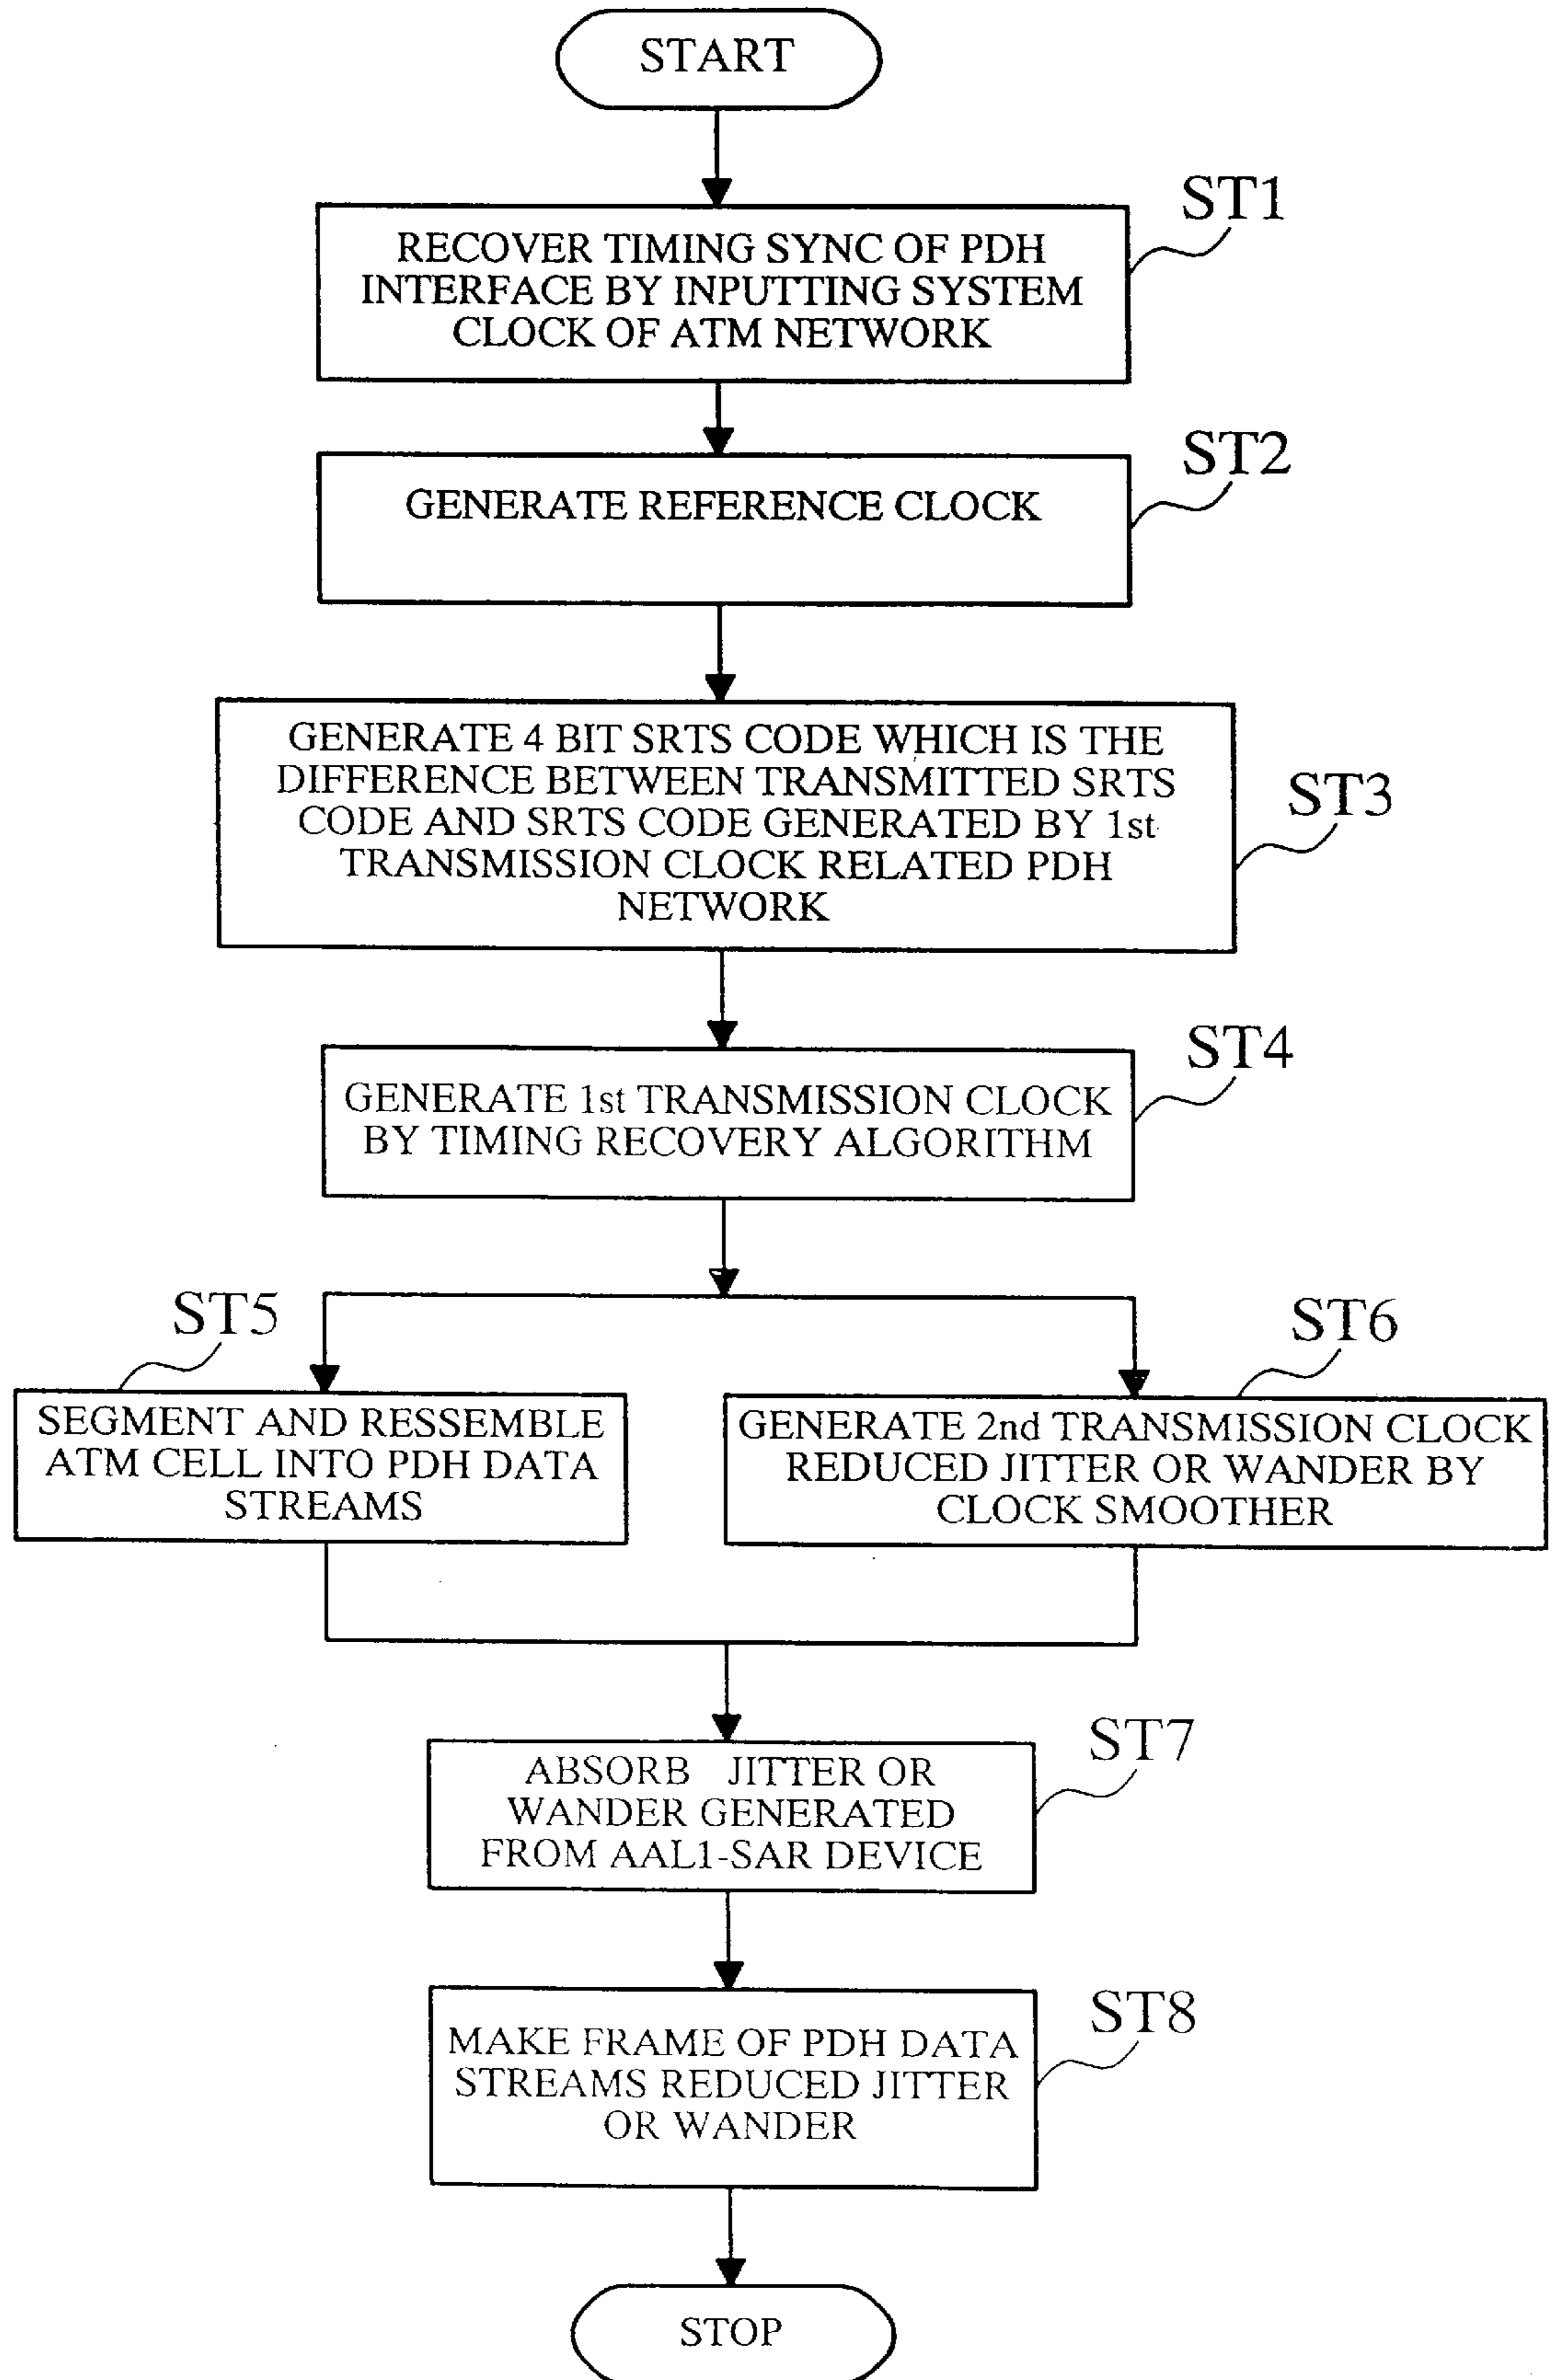 START
ST1
RECOVER TIMING SYNC OF PDH
INTERFACE BY INPUTTING SYSTEM
CLOCK OF ATM NETWORK
ST2
GENERATE REFERENCE CLOCK
GENERATE 4 BIT SRTS CODE WHICH IS THE
DIFFERENCE BETWEEN TRANSMITTED SRTS
CODE AND SRTS CODE GENERATED BY 1st
TRANSMISSION CLOCK RELATED PDH
NETWORK
ST3
ST4
GENERATE 1st TRANSMISSION CLOCK
BY TIMING RECOVERY ALGORITHM
ST5
SEGMENT AND RESSEMBLE
ATM CELL INTO PDH DATA
STREAMS
ST6
GENERATE 2nd TRANSMISSION CLOCK
REDUCED JITTER OR WANDER BY
CLOCK SMOOTHER
ST7
ABSORB JITTER OR
WANDER GENERATED
FROM AAL1-SAR DEVICE
ST8
MAKE FRAME OF PDH DATA
STREAMS REDUCED JITTER
OR WANDER
STOP